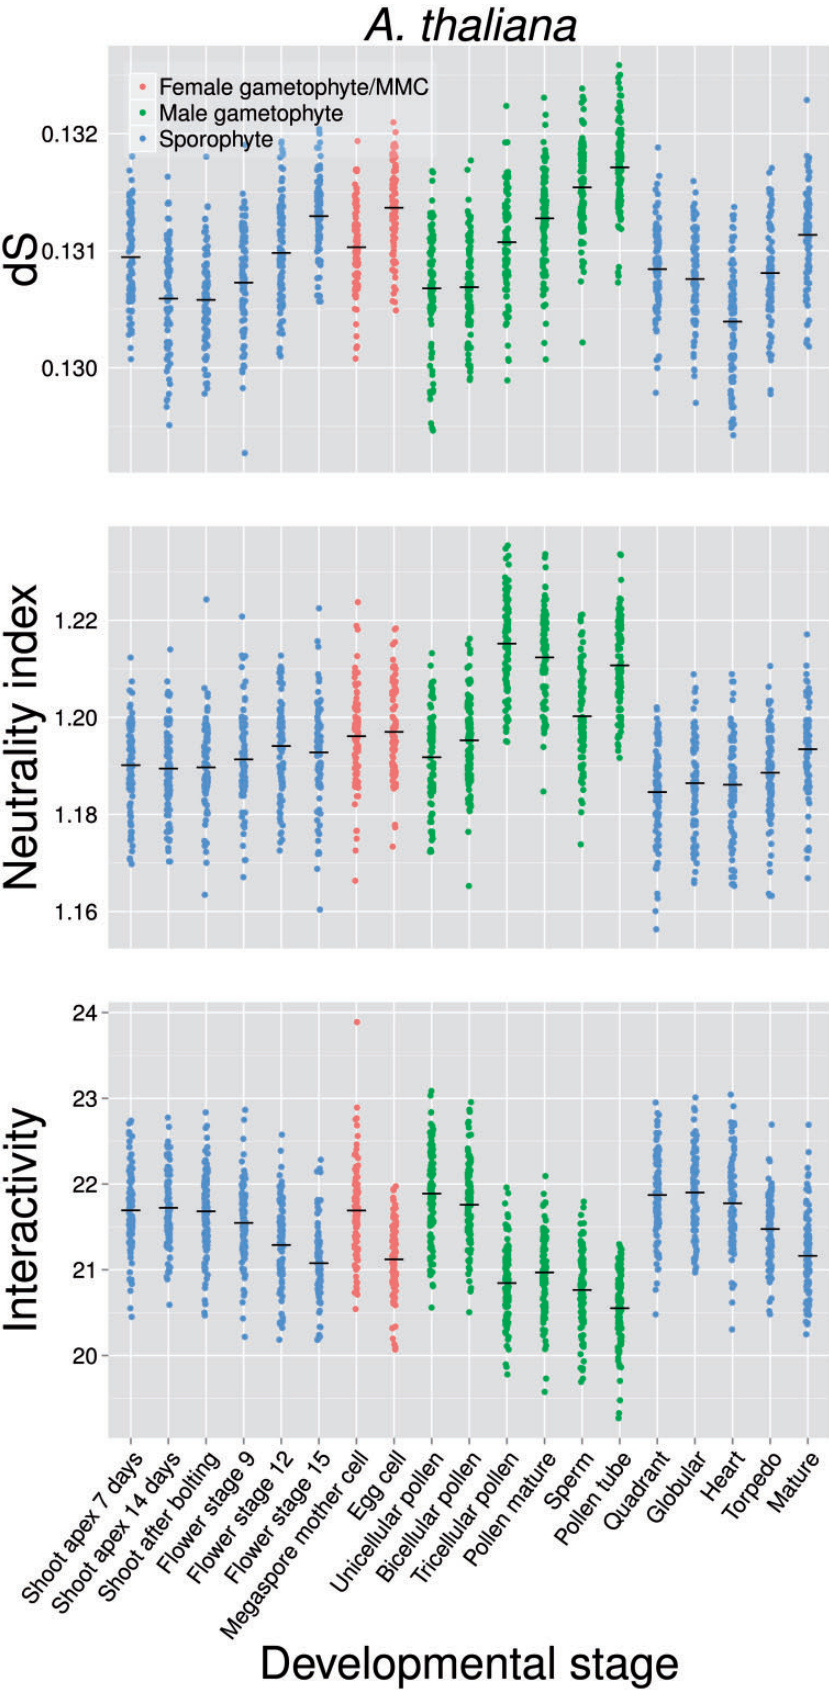 A. thaliana
Female gametophyte/MMC
Male gametophyte
Sporophyte
dS
0.132
0.131
0.130
Neutrality index
1.22
1.20
1.18
1.16
Interactivity
24
23
22
21
20
Shoot apex 7 days
Shoot apex 14 days
Shoot after bolting
Flower stage 9
Flower stage 12
Flower stage 15
Megaspore mother cell
Egg cell
Unicellular pollen
Bicellular pollen
Tricellular pollen
Pollen mature
Sperm
Pollen tube
Quadrant
Globular
Heart
Torpedo
Mature
Developmental stage